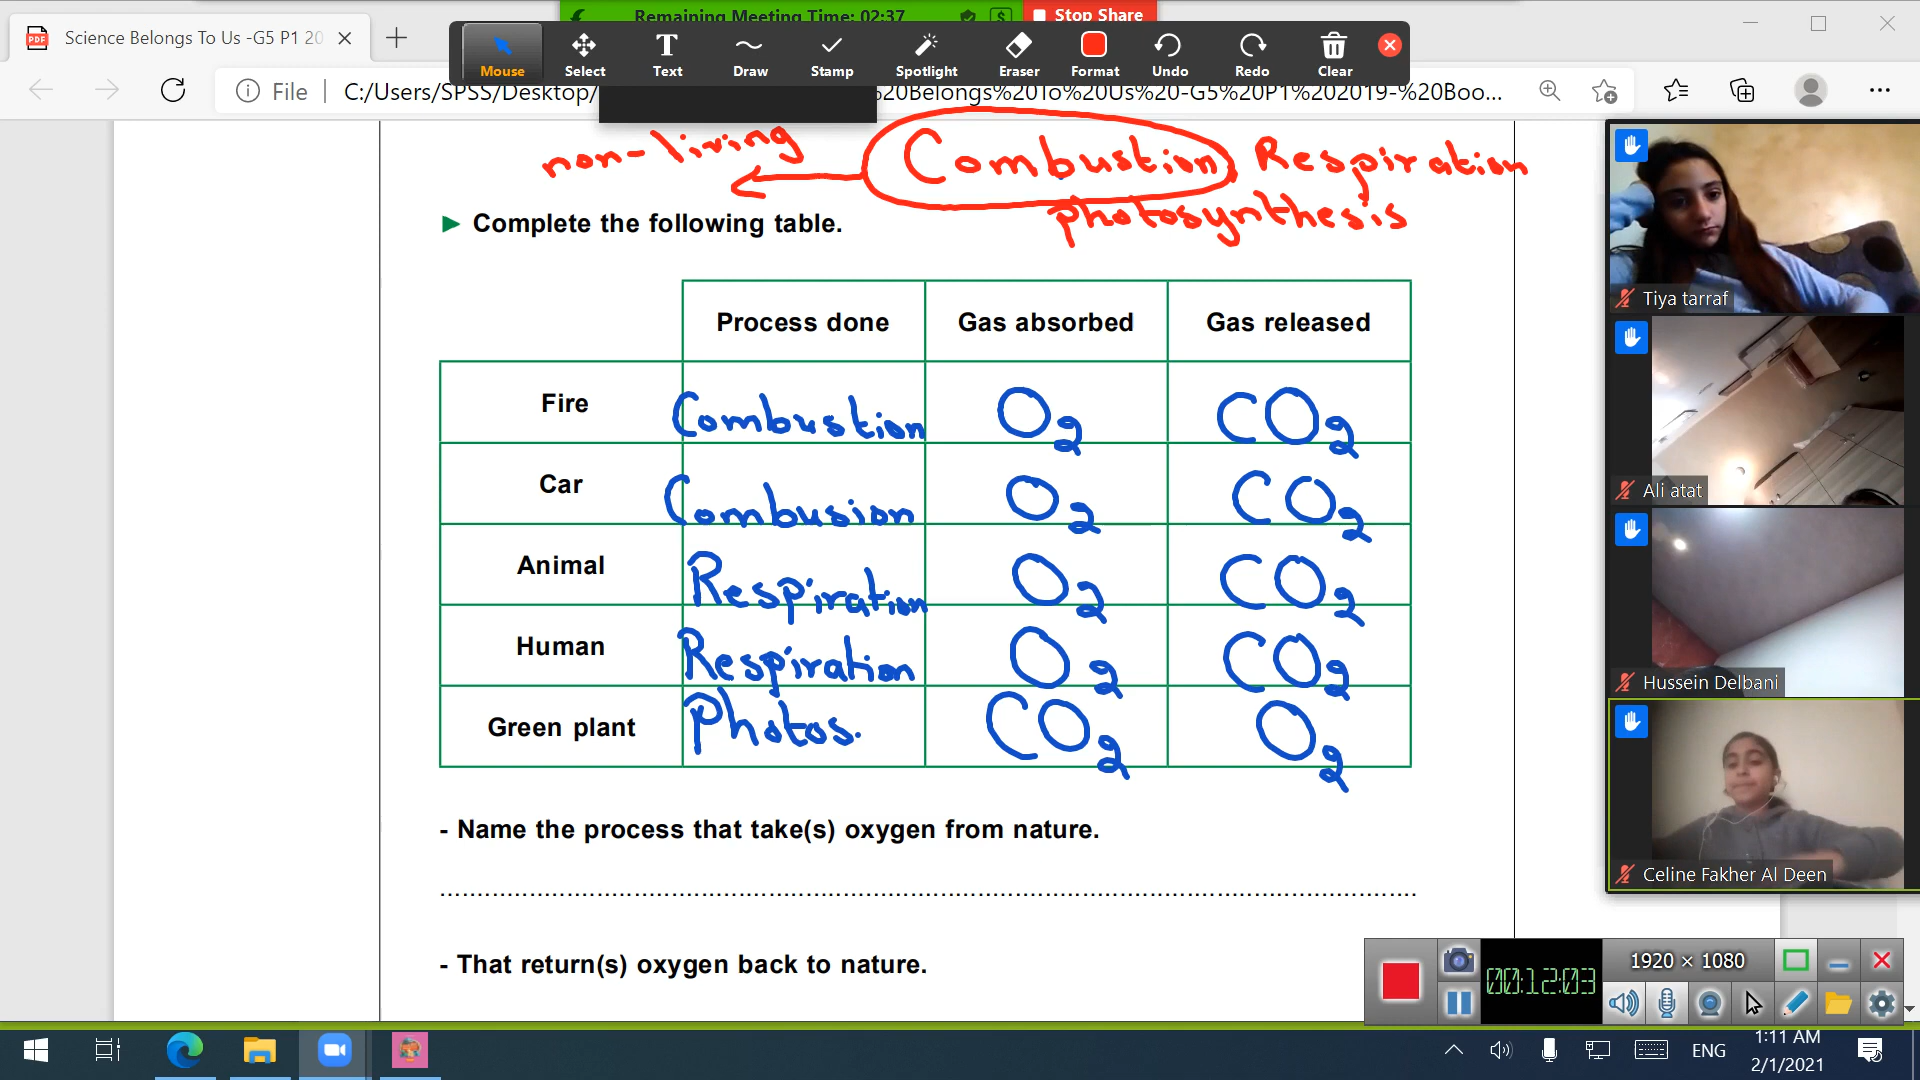 Remaining Meeting Time: 02:37
Stop Share
Science Belongs To Us -G5 P1 20
Mouse Select Text Draw Stamp Spotlight Eraser Format Undo Redo Clear
File C:/Users/SPSS/Desktop/ %20Belongs%20To%20Us%20-G5%20P1%202019-%20Boo...
non-living Combustion Respiration
photosynthesis
Complete the following table.
Process done Gas absorbed Gas released
Fire Combustion O2 CO2
Car Combusion O2 CO2
Animal Respiration O2 CO2
Human Respiration O2 CO2
Green plant Photos. CO2 O2
- Name the process that take(s) oxygen from nature.
- That return(s) oxygen back to nature.
Tiya tarraf
Ali atat
Hussein Delbani
Celine Fakher Al Deen
1920 × 1080
00:12:03
ENG
1:11 AM
2/1/2021